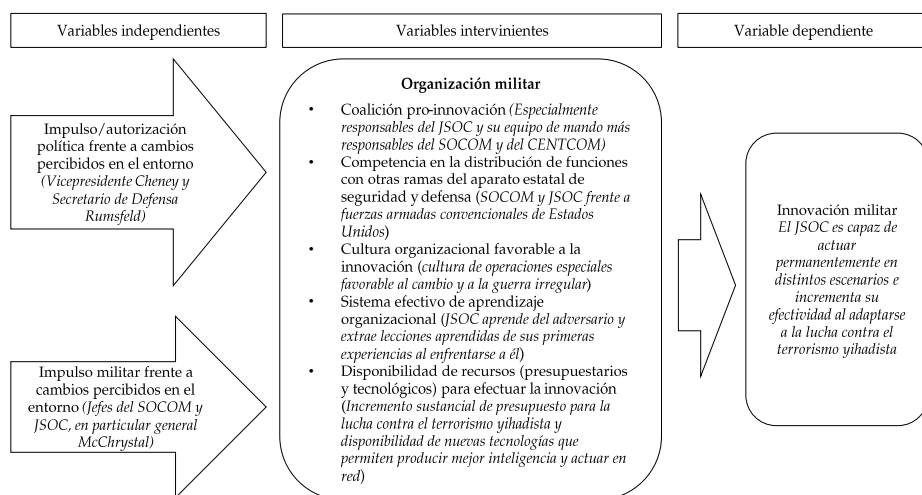 Variables independientes
Variables intervinientes
Variable dependiente
Impulso/autorización
política frente a cambios
percibidos en el entorno
(Vicepresidente Cheney y
Secretario de Defensa
Rumsfeld)
Impulso militar frente a
cambios percibidos en el
entorno (Jefes del SOCOM y
JSOC, en particular general
McChrystal)
Organización militar
• Coalición pro-innovación (Especialmente
responsables del JSOC y su equipo de mando más
responsables del SOCOM y del CENTCOM)
• Competencia en la distribución de funciones
con otras ramas del aparato estatal de
seguridad y defensa (SOCOM y JSOC frente a
fuerzas armadas convencionales de Estados
Unidos)
• Cultura organizacional favorable a la
innovación (cultura de operaciones especiales
favorable al cambio y a la guerra irregular)
• Sistema efectivo de aprendizaje
organizacional (JSOC aprende del adversario y
extrae lecciones aprendidas de sus primeras
experiencias al enfrentarse a él)
• Disponibilidad de recursos (presupuestarios
y tecnológicos) para efectuar la innovación
(Incremento sustancial de presupuesto para la
lucha contra el terrorismo yihadista y
disponibilidad de nuevas tecnologías que
permiten producir mejor inteligencia y actuar en
red)
Innovación militar
El JSOC es capaz de
actuar
permanentemente en
distintos escenarios e
incrementa su
efectividad al adaptarse
a la lucha contra el
terrorismo yihadista